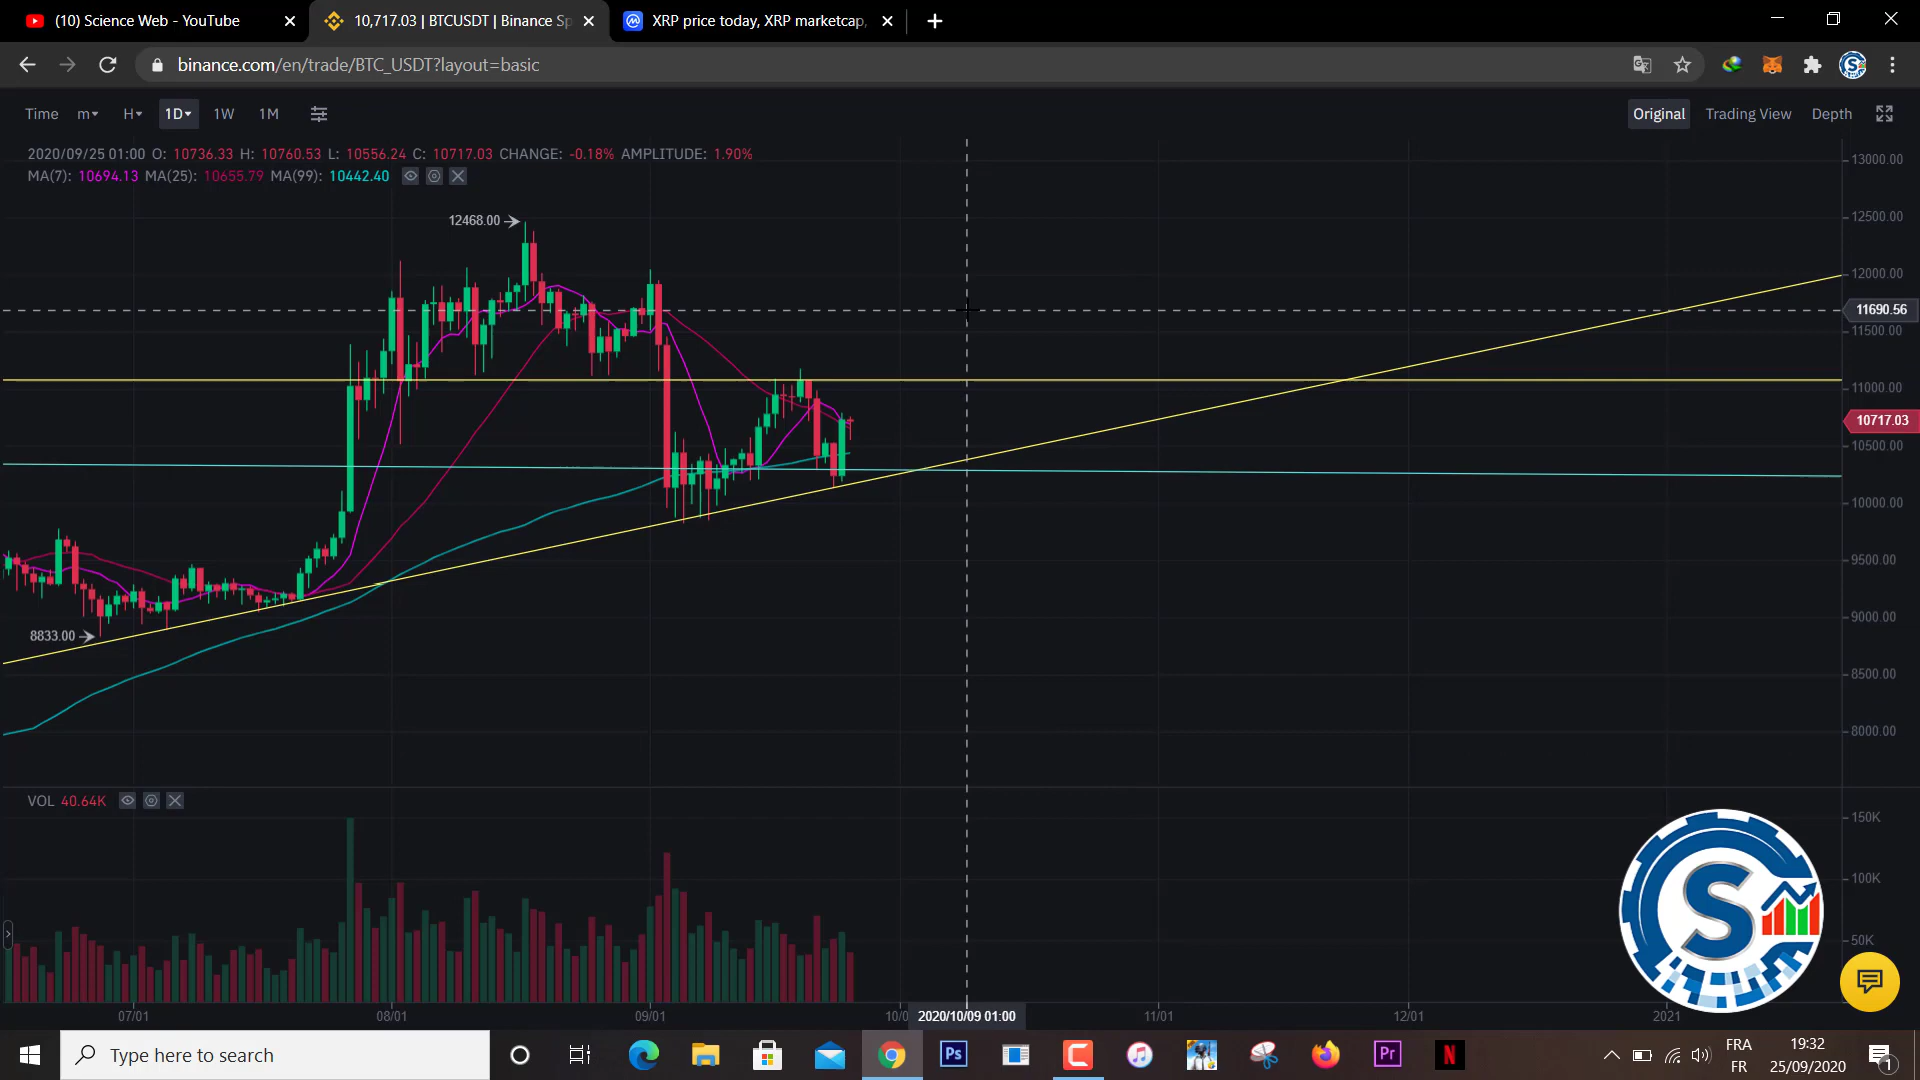 (10) Science Web - YouTube
10,717.03 | BTCUSDT | Binance Sp
XRP price today, XRP marketcap,
binance.com/en/trade/BTC_USDT?layout=basic
Time m H 1D 1W 1M
Original Trading View Depth
2020/09/25 01:00 O: 10736.33 H: 10760.53 L: 10556.24 C: 10717.03 CHANGE: -0.18% AMPLITUDE: 1.90%
MA(7): 10694.13 MA(25): 10655.79 MA(99): 10442.40
13000.00
12500.00
12468.00
12000.00
11690.56
11500.00
11000.00
10717.03
10500.00
10000.00
9500.00
9000.00
8833.00
8500.00
8000.00
VOL 40.64K
150K
100K
50K
S
07/01 08/01 09/01 10/0 2020/10/09 01:00 11/01 12/01 2021
Type here to search
Ps
Pr
N
FRA
FR
19:32
25/09/2020
1